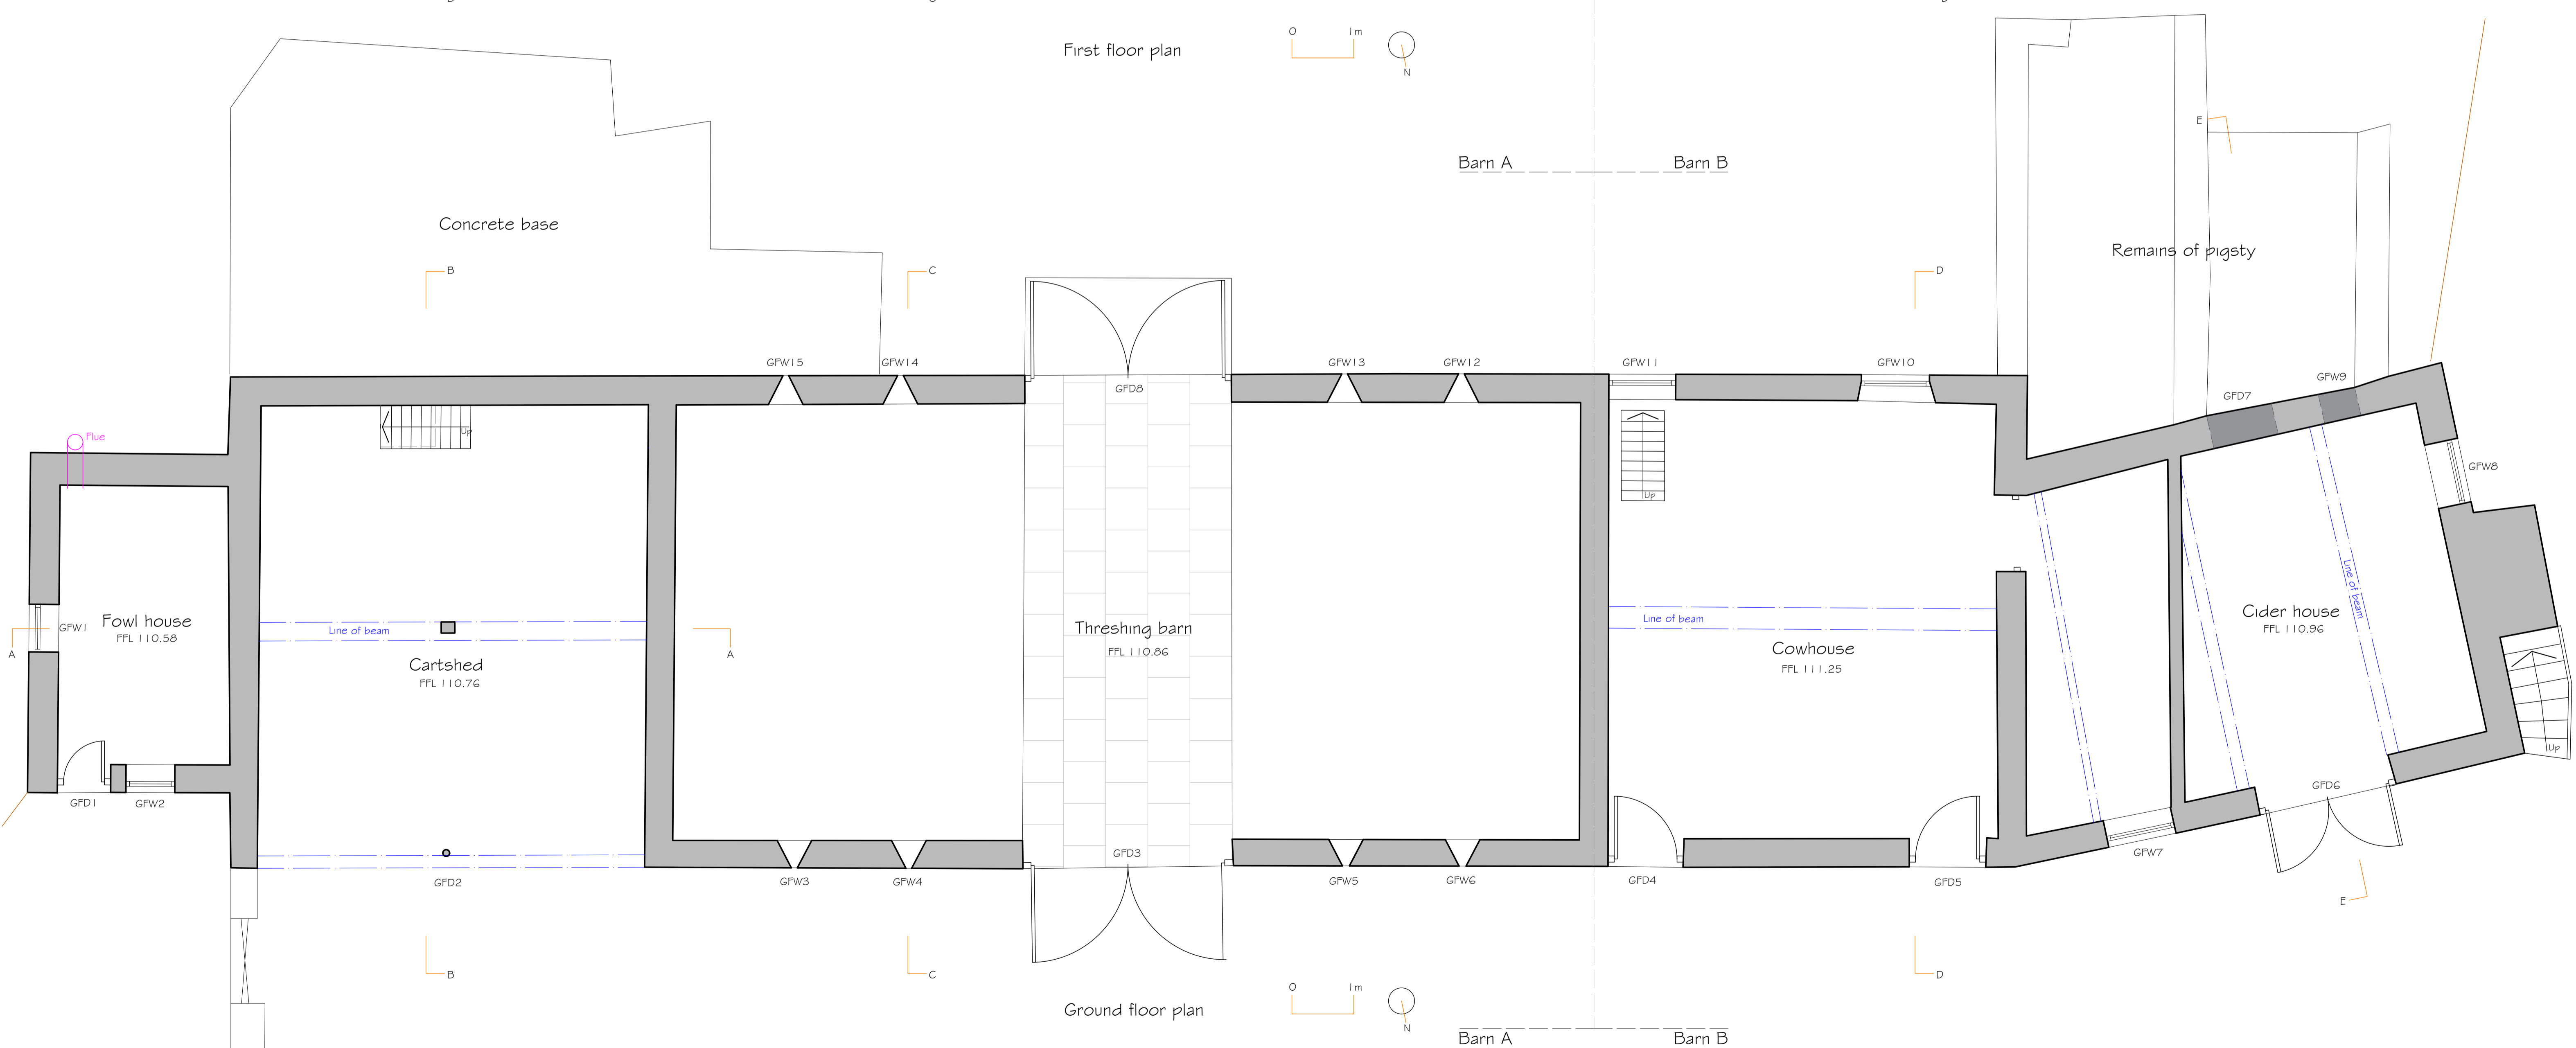 First floor plan
0 1m
N
E
Barn A Barn B
Concrete base
Remains of pigsty
B
C
D
GFW15
GFW14
GFD8
GFW13
GFW12
GFW11
GFW10
GFW9
GFD7
GFW8
Flue
Up
Up
Line of beam
Fowl house
FFL 110.58
GFW1
A
Line of beam
Cartshed
FFL 110.76
A
Threshing barn
FFL 110.86
Line of beam
Cowhouse
FFL 111.25
Cider house
FFL 110.96
Up
GFD1
GFW2
GFD2
GFW3
GFW4
GFD3
GFW5
GFW6
GFD4
GFD5
GFW7
GFD6
E
B
C
D
Ground floor plan
0 1m
N
Barn A Barn B